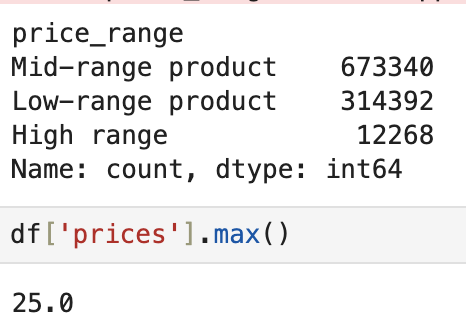 price_range
Mid-range product    673340
Low-range product    314392
High range            12268
Name: count, dtype: int64
df['prices'].max()
25.0